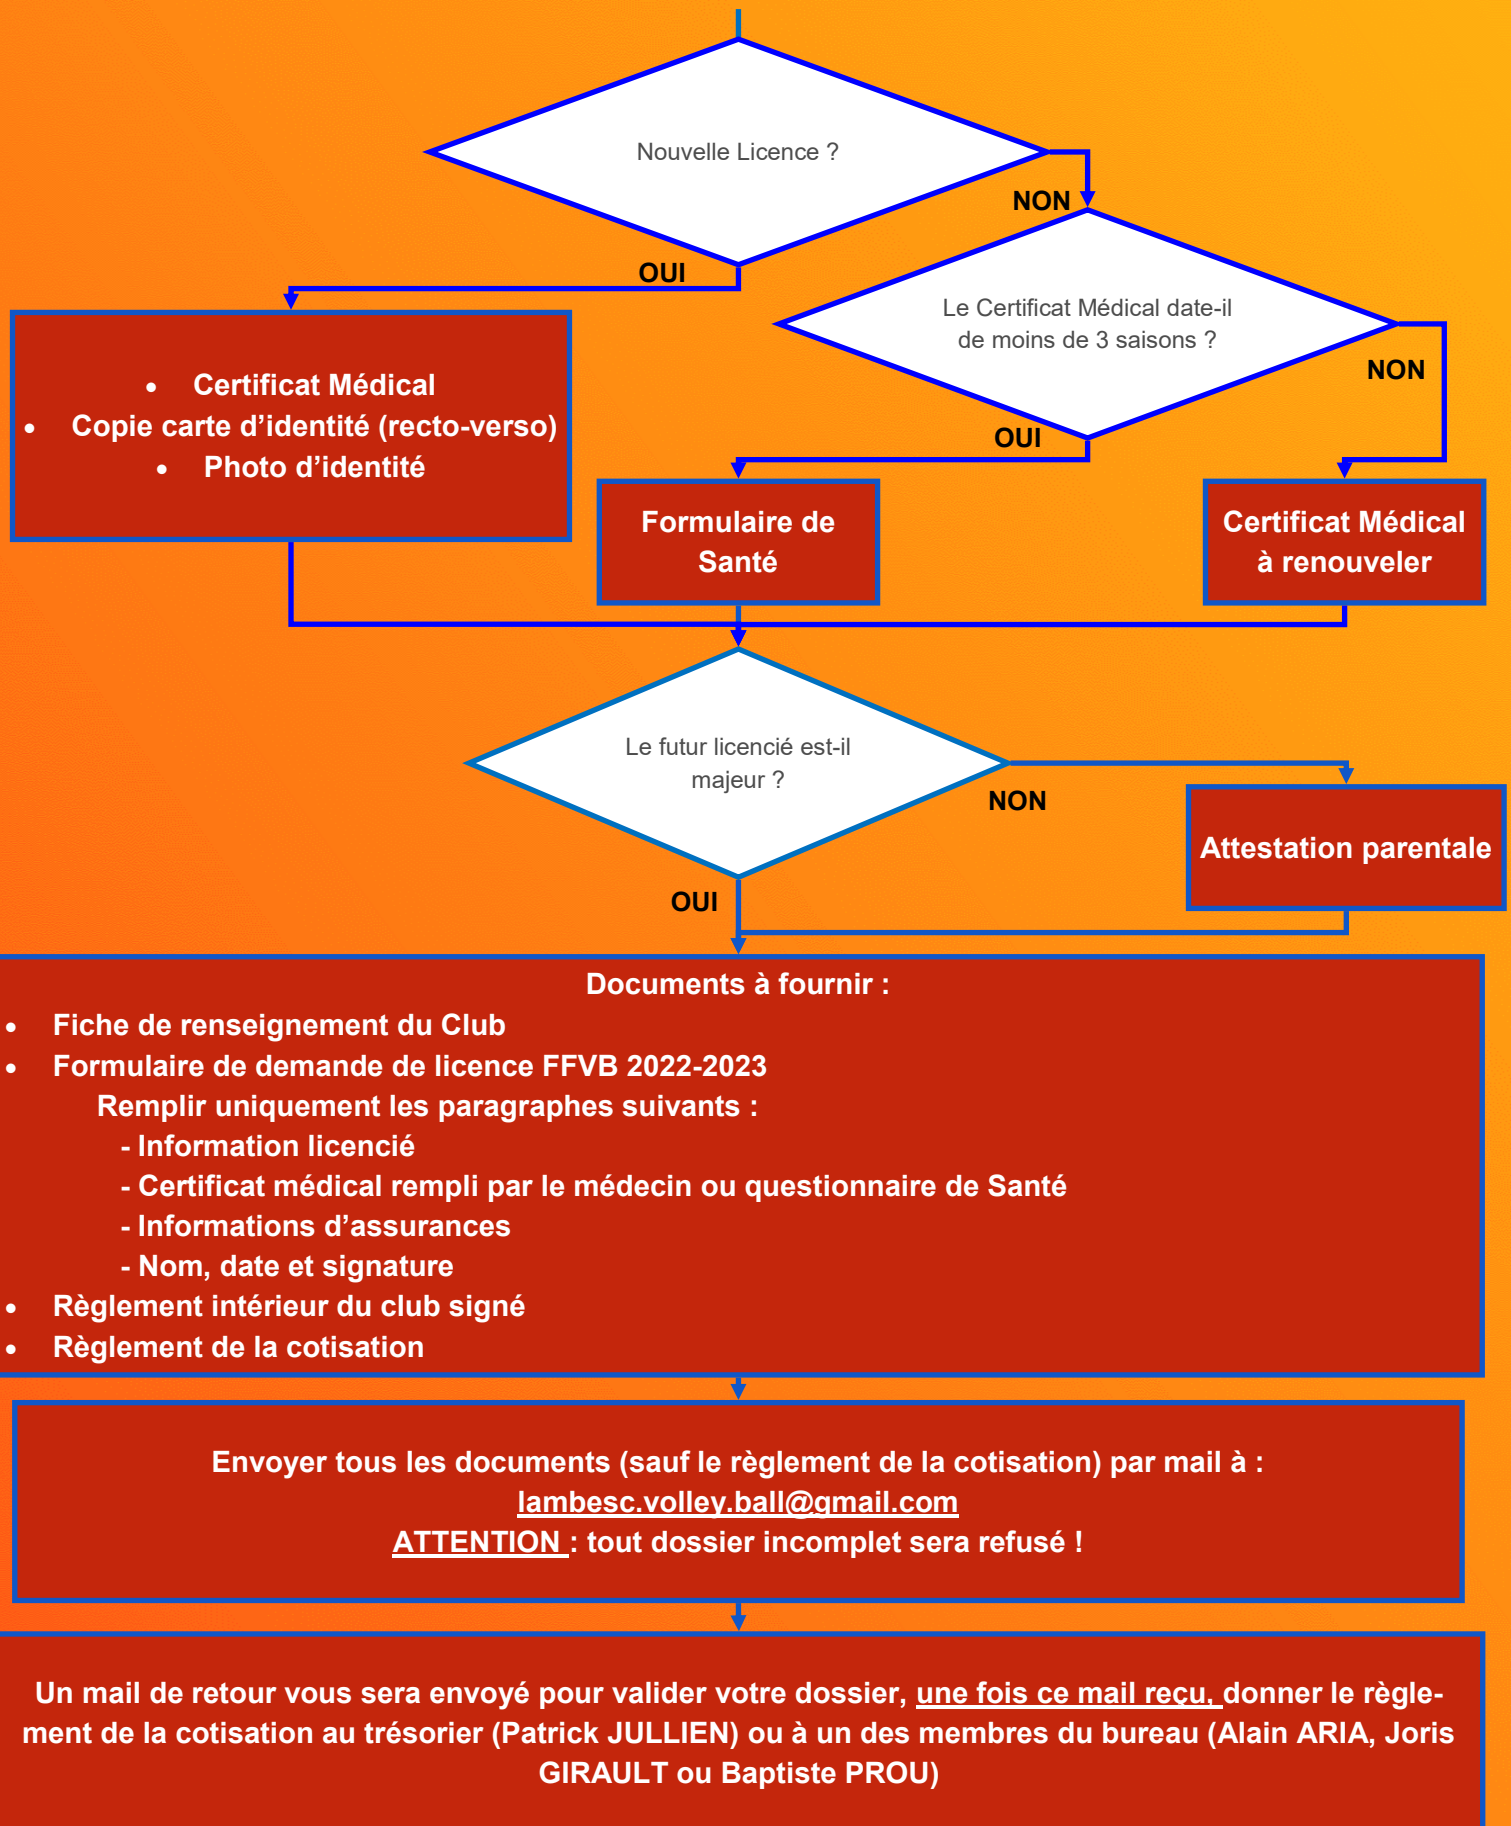 Nouvelle Licence ?
NON
OUI
Le Certificat Médical date-il
de moins de 3 saisons ?
NON
OUI
• Certificat Médical
• Copie carte d’identité (recto-verso)
• Photo d’identité
Formulaire de
Santé
Certificat Médical
à renouveler
Le futur licencié est-il
majeur ?
NON
OUI
Attestation parentale
Documents à fournir :
• Fiche de renseignement du Club
• Formulaire de demande de licence FFVB 2022-2023
Remplir uniquement les paragraphes suivants :
- Information licencié
- Certificat médical rempli par le médecin ou questionnaire de Santé
- Informations d’assurances
- Nom, date et signature
• Règlement intérieur du club signé
• Règlement de la cotisation
Envoyer tous les documents (sauf le règlement de la cotisation) par mail à :
lambesc.volley.ball@gmail.com
ATTENTION : tout dossier incomplet sera refusé !
Un mail de retour vous sera envoyé pour valider votre dossier, une fois ce mail reçu, donner le règle-
ment de la cotisation au trésorier (Patrick JULLIEN) ou à un des membres du bureau (Alain ARIA, Joris
GIRAULT ou Baptiste PROU)